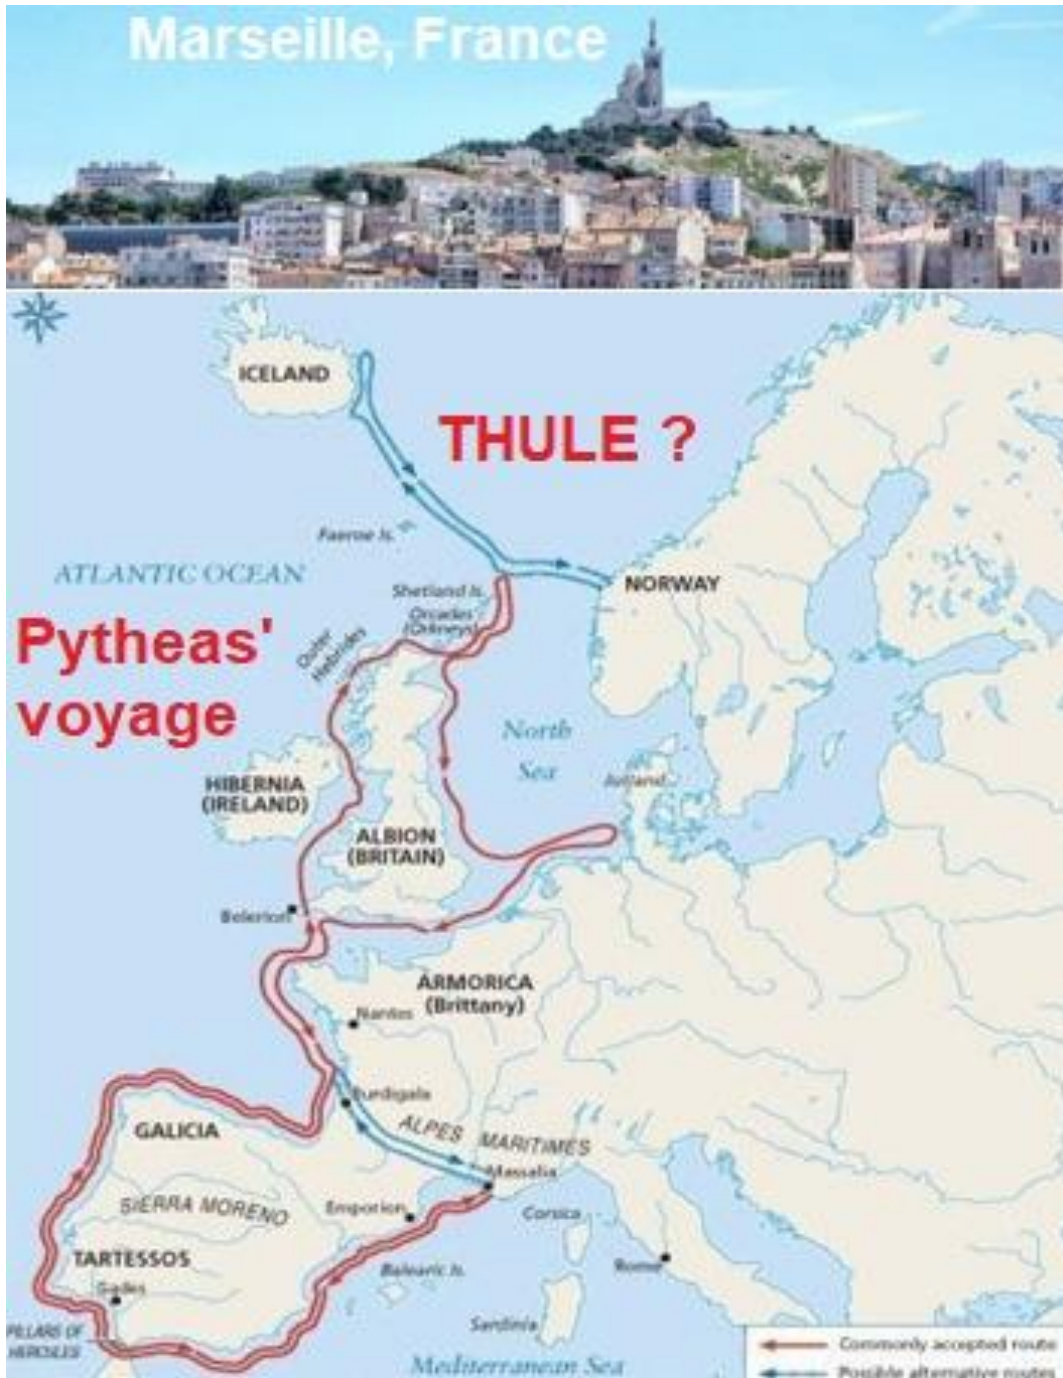 Marseille, France
ICELAND
THULE ?
Faeroe Is.
ATLANTIC OCEAN
Shetland Is.
NORWAY
Orcades
(Orkneys)
Pytheas'
voyage
Outer
Hebrides
North
Sea
Jutland
HIBERNIA
(IRELAND)
ALBION
(BRITAIN)
Belerion
ARMORICA
(Brittany)
Nantes
Burdigala
GALICIA
ALPES MARITIMES
Massalia
SIERRA MORENO
Emporion
Corsica
TARTESSOS
Gades
Balearic Is.
Rome
Sardinia
PILLARS OF
HERCULES
Mediterranean Sea
Commonly accepted route
Possible alternative routes